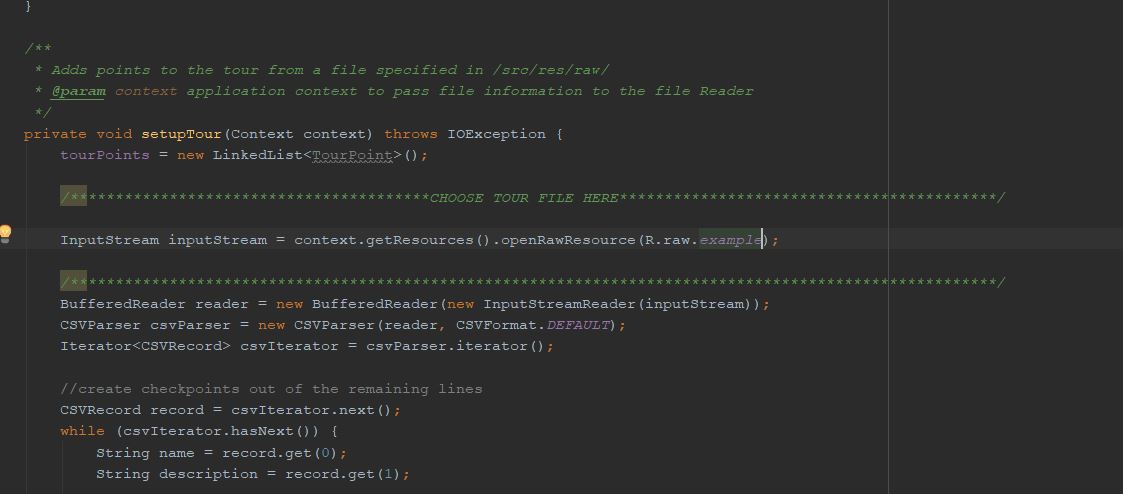 }
/**
* Adds points to the tour from a file specified in /src/res/raw/
* @param context application context to pass file information to the file Reader
*/
private void setupTour(Context context) throws IOException {
tourPoints = new LinkedList<TourPoint>();
/****************************************CHOOSE TOUR FILE HERE******************************************/
InputStream inputStream = context.getResources().openRawResource(R.raw.example);
/*******************************************************************************************************/
BufferedReader reader = new BufferedReader(new InputStreamReader(inputStream));
CSVParser csvParser = new CSVParser(reader, CSVFormat.DEFAULT);
Iterator<CSVRecord> csvIterator = csvParser.iterator();
//create checkpoints out of the remaining lines
CSVRecord record = csvIterator.next();
while (csvIterator.hasNext()) {
String name = record.get(0);
String description = record.get(1);